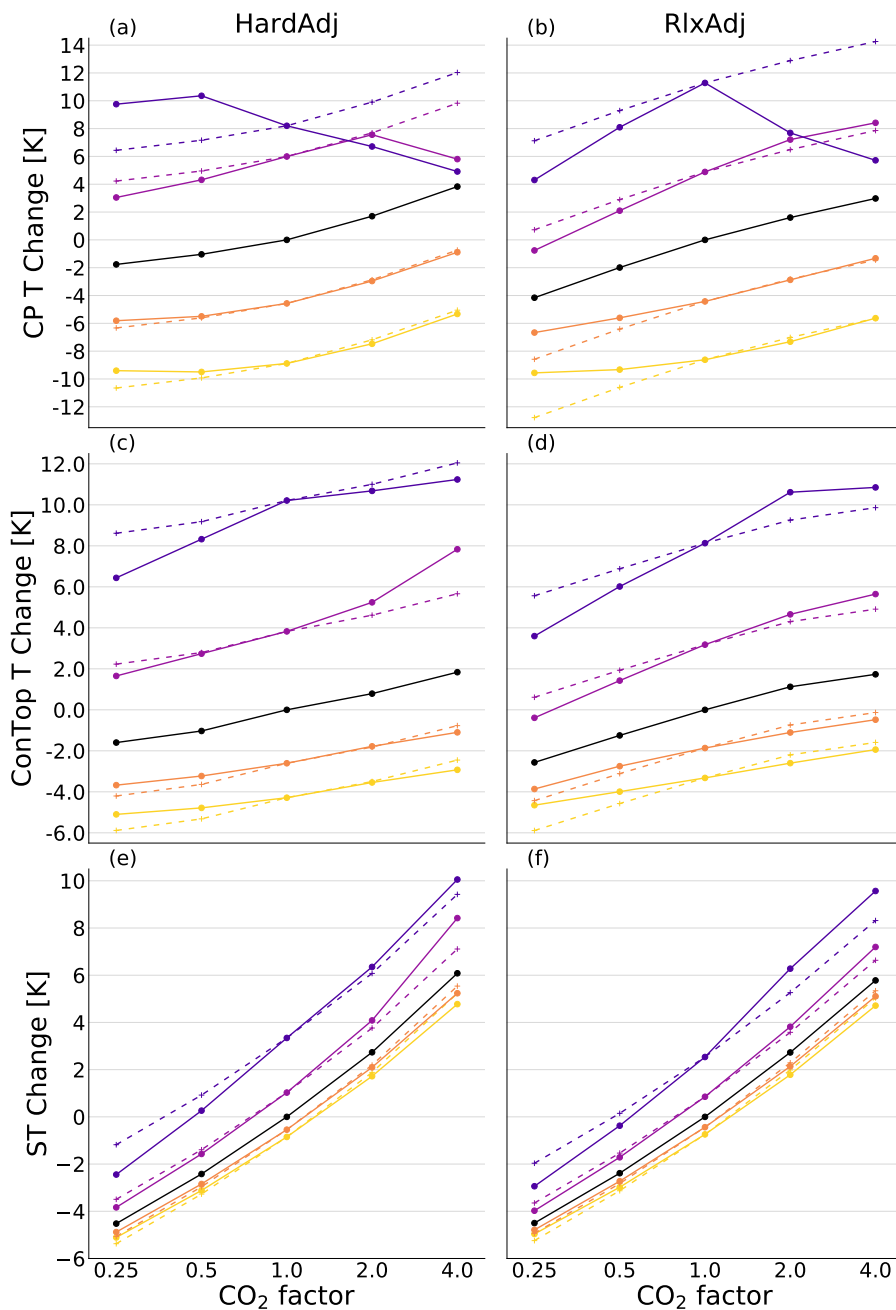 HardAdj
RlxAdj
(a)
(b)
CP T Change [K]
14
12
10
8
6
4
2
0
-2
-4
-6
-8
-10
-12
(c)
(d)
ConTop T Change [K]
12.0
10.0
8.0
6.0
4.0
2.0
0.0
-2.0
-4.0
-6.0
(e)
(f)
ST Change [K]
10
8
6
4
2
0
−2
−4
−6
0.25 0.5 1.0 2.0 4.0
0.25 0.5 1.0 2.0 4.0
CO₂ factor
CO₂ factor